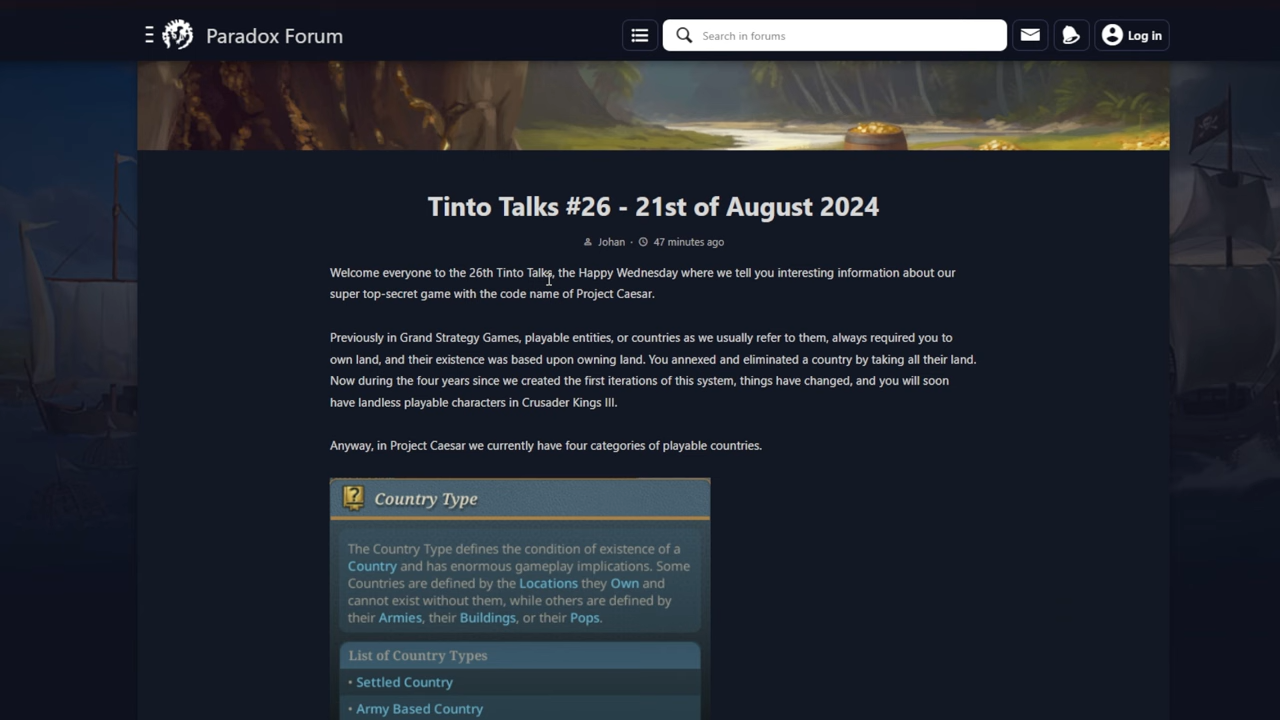 Paradox Forum
Search in forums
Log in
Tinto Talks #26 - 21st of August 2024
Johan · 47 minutes ago
Welcome everyone to the 26th Tinto Talks, the Happy Wednesday where we tell you interesting information about our
super top-secret game with the code name of Project Caesar.
Previously in Grand Strategy Games, playable entities, or countries as we usually refer to them, always required you to
own land, and their existence was based upon owning land. You annexed and eliminated a country by taking all their land.
Now during the four years since we created the first iterations of this system, things have changed, and you will soon
have landless playable characters in Crusader Kings III.
Anyway, in Project Caesar we currently have four categories of playable countries.
Country Type
The Country Type defines the condition of existence of a
Country and has enormous gameplay implications. Some
Countries are defined by the Locations they Own and
cannot exist without them, while others are defined by
their Armies, their Buildings, or their Pops.
List of Country Types
• Settled Country
• Army Based Country